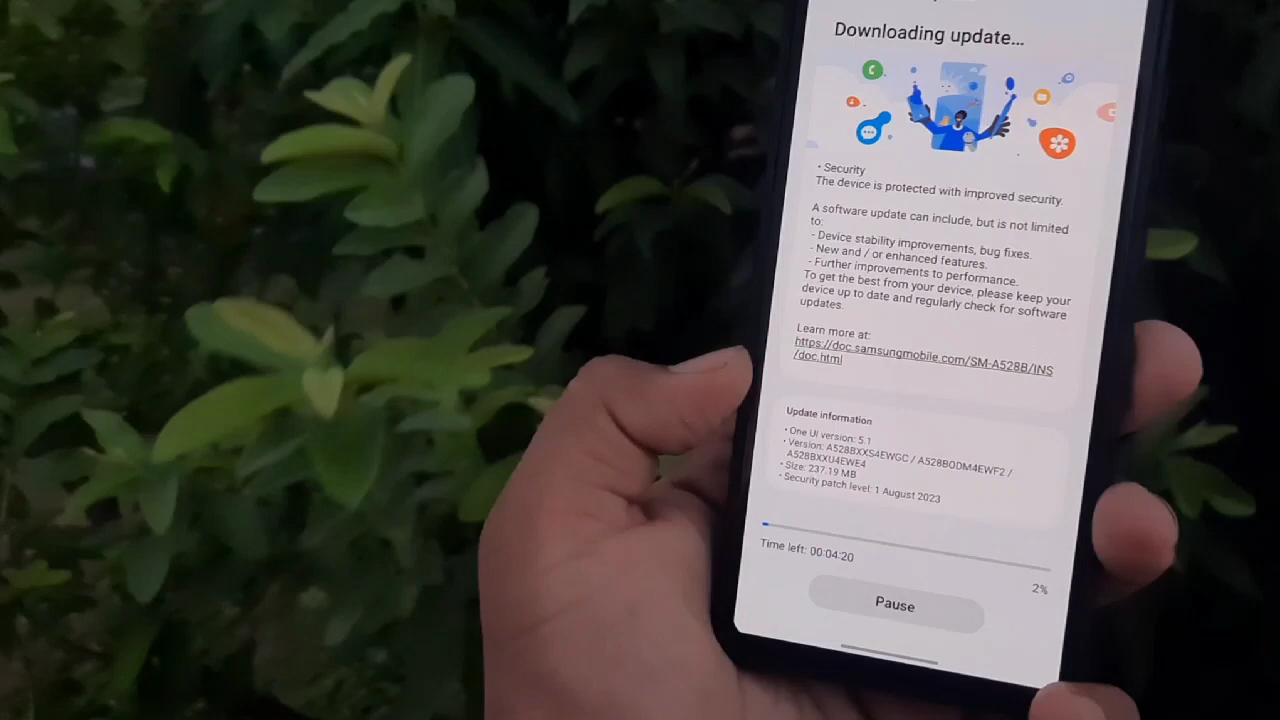 Downloading update...
• Security
The device is protected with improved security.
A software update can include, but is not limited
to:
- Device stability improvements, bug fixes.
- New and / or enhanced features.
- Further improvements to performance.
To get the best from your device, please keep your
device up to date and regularly check for software
updates.
Learn more at:
https://doc.samsungmobile.com/SM-A528B/INS
/doc.html
Update information
• One UI version: 5.1
• Version: A528BXXS4EWGC / A528BODM4EWF2 /
A528BXXU4EWE4
• Size: 237.19 MB
• Security patch level: 1 August 2023
Time left: 00:04:20
2%
Pause